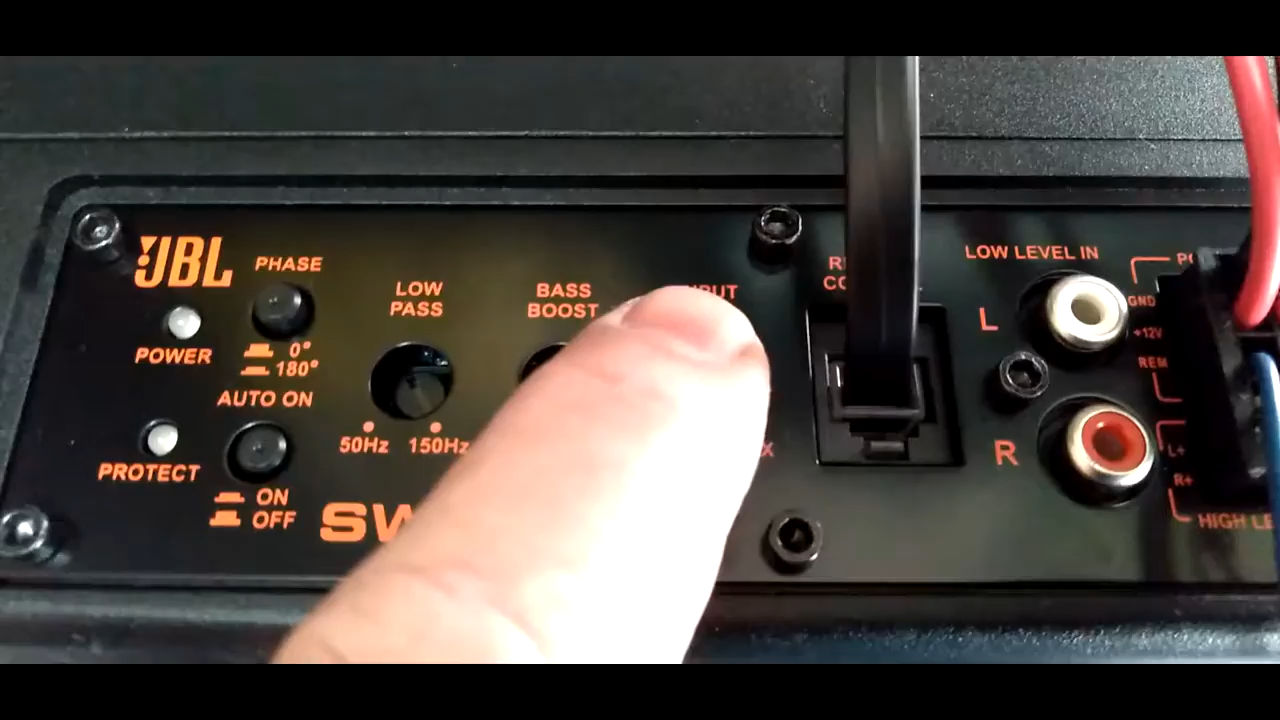 JBL
PHASE
LOW
PASS
BASS
BOOST
LOW LEVEL IN
L
GND
+12V
POWER
0°
180°
REM
AUTO ON
50Hz
150Hz
R
L+
PROTECT
R+
ON
OFF